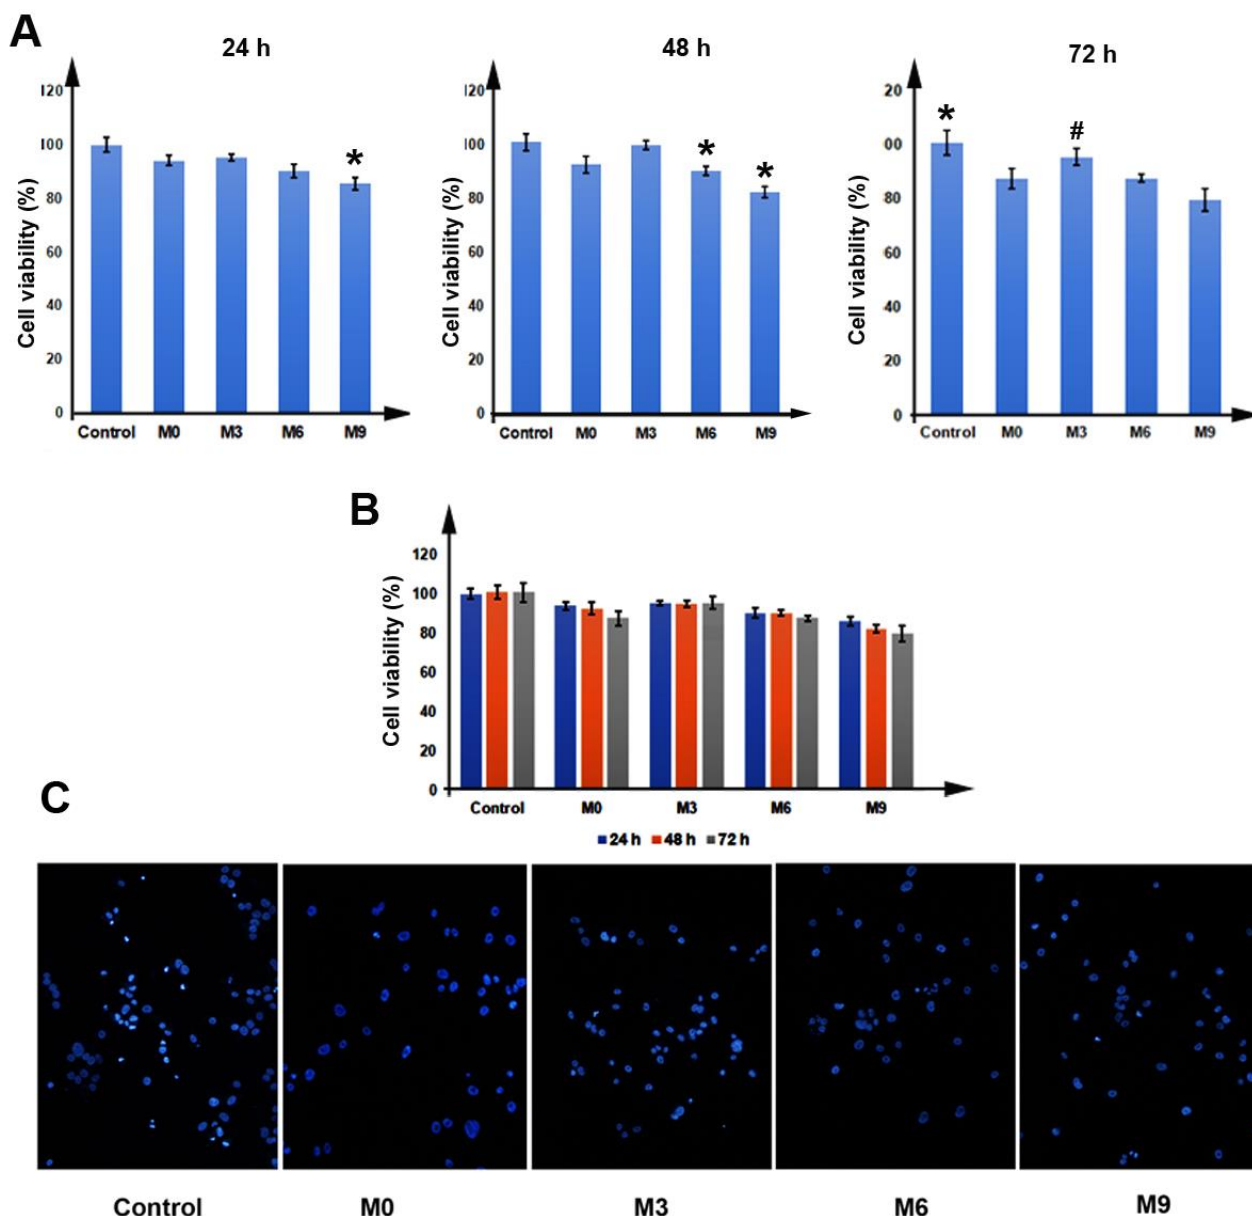 A
24 h
48 h
72 h
Cell viability (%)
120
100
80
60
40
20
0
Control M0 M3 M6 M9
*
Cell viability (%)
120
100
80
60
40
20
0
Control M0 M3 M6 M9
* *
Cell viability (%)
20
00
80
60
40
20
0
Control M0 M3 M6 M9
* #
B
Cell viability (%)
120
100
80
60
40
20
0
Control M0 M3 M6 M9
24 h 48 h 72 h
C
Control M0 M3 M6 M9